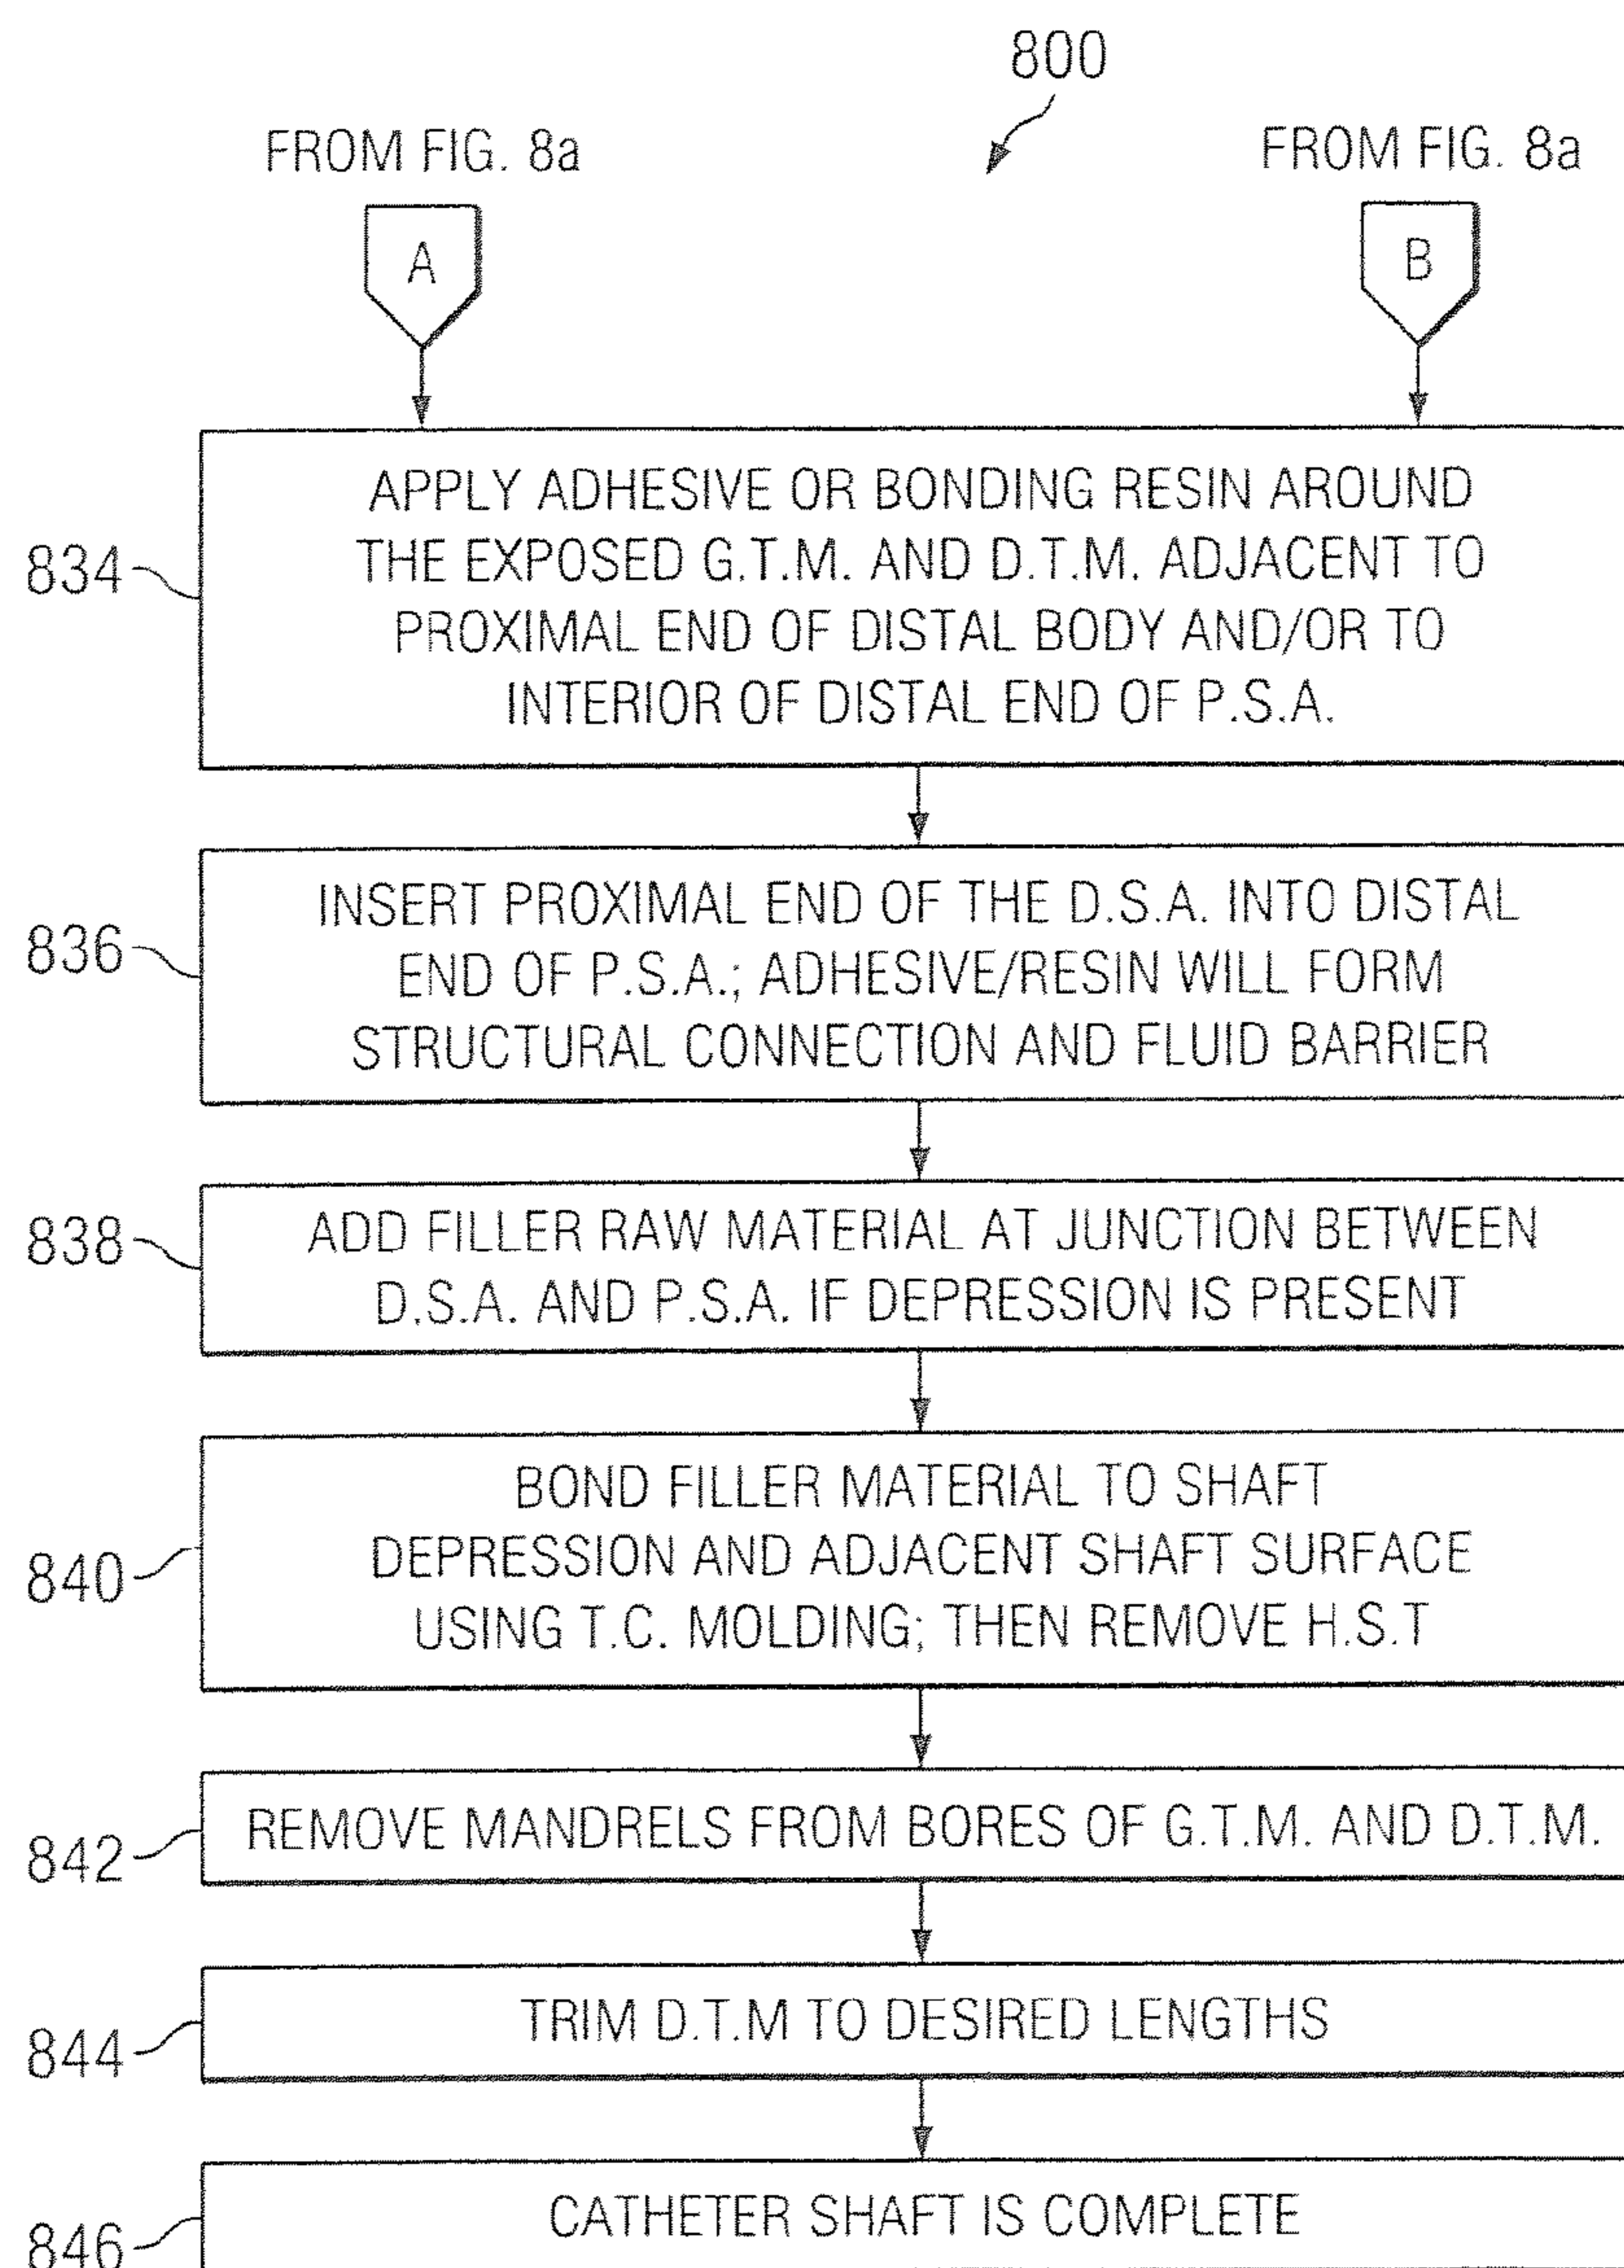 800
FROM FIG. 8a
FROM FIG. 8a
A
B
834
APPLY ADHESIVE OR BONDING RESIN AROUND
THE EXPOSED G.T.M. AND D.T.M. ADJACENT TO
PROXIMAL END OF DISTAL BODY AND/OR TO
INTERIOR OF DISTAL END OF P.S.A.
836
INSERT PROXIMAL END OF THE D.S.A. INTO DISTAL
END OF P.S.A.; ADHESIVE/RESIN WILL FORM
STRUCTURAL CONNECTION AND FLUID BARRIER
838
ADD FILLER RAW MATERIAL AT JUNCTION BETWEEN
D.S.A. AND P.S.A. IF DEPRESSION IS PRESENT
840
BOND FILLER MATERIAL TO SHAFT
DEPRESSION AND ADJACENT SHAFT SURFACE
USING T.C. MOLDING; THEN REMOVE H.S.T
842
REMOVE MANDRELS FROM BORES OF G.T.M. AND D.T.M.
844
TRIM D.T.M TO DESIRED LENGTHS
846
CATHETER SHAFT IS COMPLETE